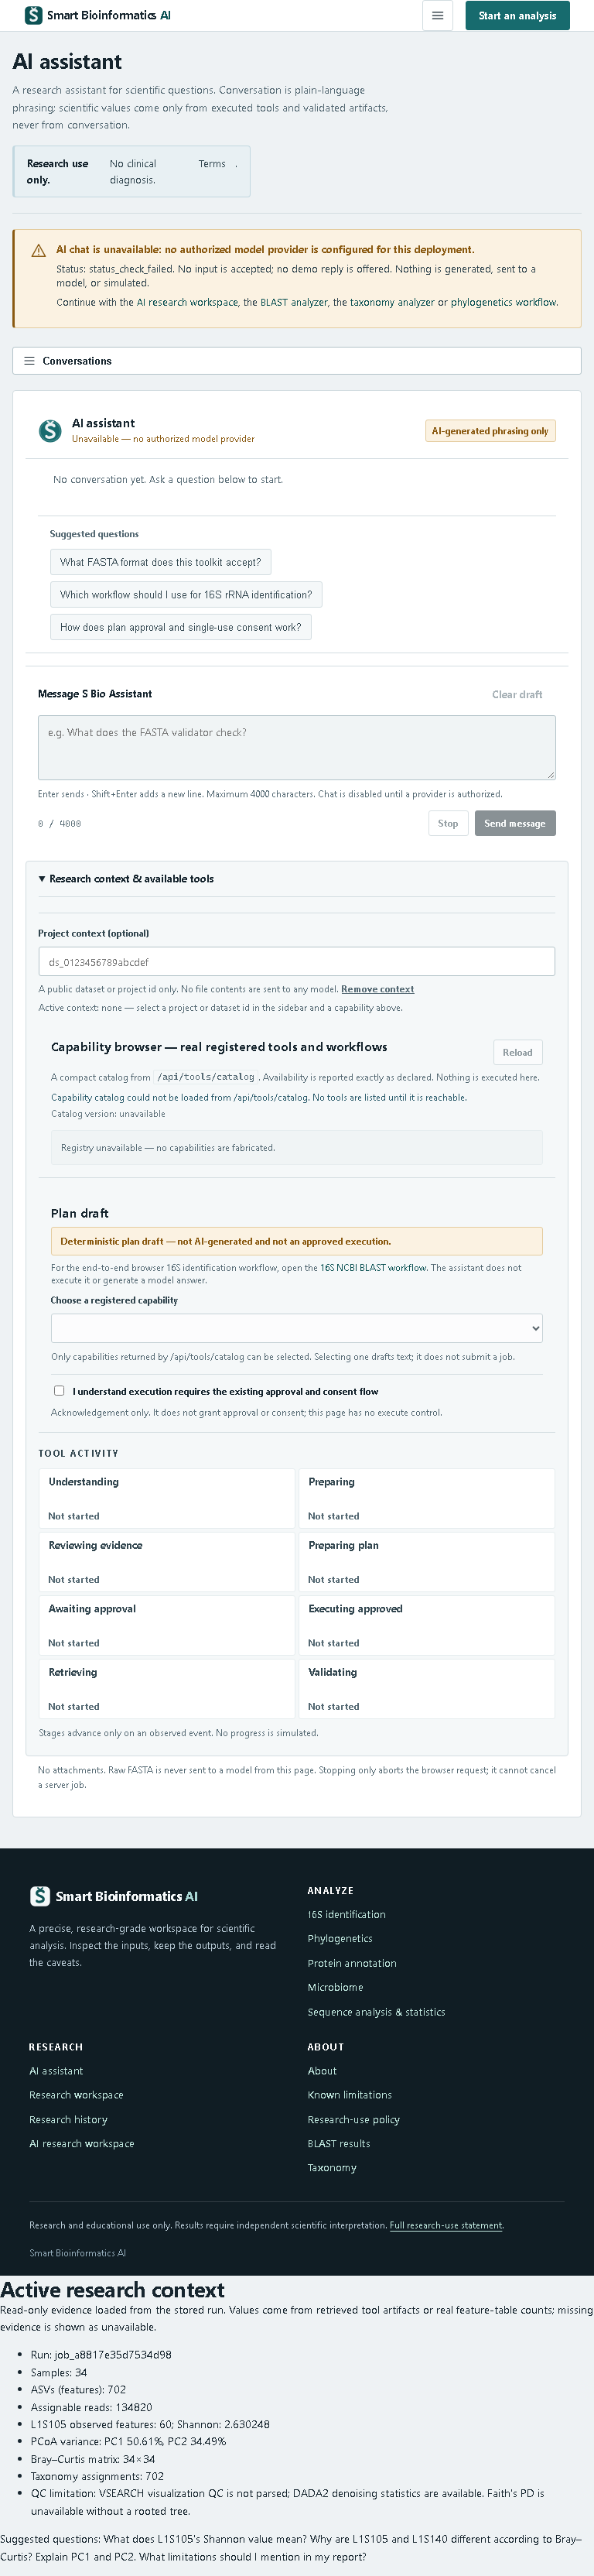 Smart Bioinformatics AI
Start an analysis
AI assistant
A research assistant for scientific questions. Conversation is plain-language
phrasing; scientific values come only from executed tools and validated artifacts,
never from conversation.
Research use only.
No clinical diagnosis.
Terms .
AI chat is unavailable: no authorized model provider is configured for this deployment.
Status: status_check_failed. No input is accepted; no demo reply is offered. Nothing is generated, sent to a
model, or simulated.
Continue with the AI research workspace, the BLAST analyzer, the taxonomy analyzer or phylogenetics workflow.
Conversations
AI assistant
Unavailable — no authorized model provider
AI-generated phrasing only
No conversation yet. Ask a question below to start.
Suggested questions
What FASTA format does this toolkit accept?
Which workflow should I use for 16S rRNA identification?
How does plan approval and single-use consent work?
Message S Bio Assistant
Clear draft
e.g. What does the FASTA validator check?
Enter sends · Shift+Enter adds a new line. Maximum 4000 characters. Chat is disabled until a provider is authorized.
0 / 4000
Stop
Send message
▼ Research context & available tools
Project context (optional)
ds_0123456789abcdef
A public dataset or project id only. No file contents are sent to any model. Remove context
Active context: none — select a project or dataset id in the sidebar and a capability above.
Capability browser — real registered tools and workflows
Reload
A compact catalog from /api/tools/catalog . Availability is reported exactly as declared. Nothing is executed here.
Capability catalog could not be loaded from /api/tools/catalog. No tools are listed until it is reachable.
Catalog version: unavailable
Registry unavailable — no capabilities are fabricated.
Plan draft
Deterministic plan draft — not AI-generated and not an approved execution.
For the end-to-end browser 16S identification workflow, open the 16S NCBI BLAST workflow. The assistant does not
execute it or generate a model answer.
Choose a registered capability
Only capabilities returned by /api/tools/catalog can be selected. Selecting one drafts text; it does not submit a job.
I understand execution requires the existing approval and consent flow
Acknowledgement only. It does not grant approval or consent; this page has no execute control.
TOOL ACTIVITY
Understanding
Not started
Preparing
Not started
Reviewing evidence
Not started
Preparing plan
Not started
Awaiting approval
Not started
Executing approved
Not started
Retrieving
Not started
Validating
Not started
Stages advance only on an observed event. No progress is simulated.
No attachments. Raw FASTA is never sent to a model from this page. Stopping only aborts the browser request; it cannot cancel
a server job.
Smart Bioinformatics AI
A precise, research-grade workspace for scientific
analysis. Inspect the inputs, keep the outputs, and read
the caveats.
ANALYZE
16S identification
Phylogenetics
Protein annotation
Microbiome
Sequence analysis & statistics
RESEARCH
AI assistant
Research workspace
Research history
AI research workspace
ABOUT
About
Known limitations
Research-use policy
BLAST results
Taxonomy
Research and educational use only. Results require independent scientific interpretation. Full research-use statement.
Smart Bioinformatics AI
Active research context
Read-only evidence loaded from the stored run. Values come from retrieved tool artifacts or real feature-table counts; missing
evidence is shown as unavailable.
• Run: job_a8817e35d7534d98
• Samples: 34
• ASVs (features): 702
• Assignable reads: 134820
• L1S105 observed features: 60; Shannon: 2.630248
• PCoA variance: PC1 50.61%, PC2 34.49%
• Bray–Curtis matrix: 34×34
• Taxonomy assignments: 702
• QC limitation: VSEARCH visualization QC is not parsed; DADA2 denoising statistics are available. Faith's PD is
unavailable without a rooted tree.
Suggested questions: What does L1S105's Shannon value mean? Why are L1S105 and L1S140 different according to Bray–
Curtis? Explain PC1 and PC2. What limitations should I mention in my report?